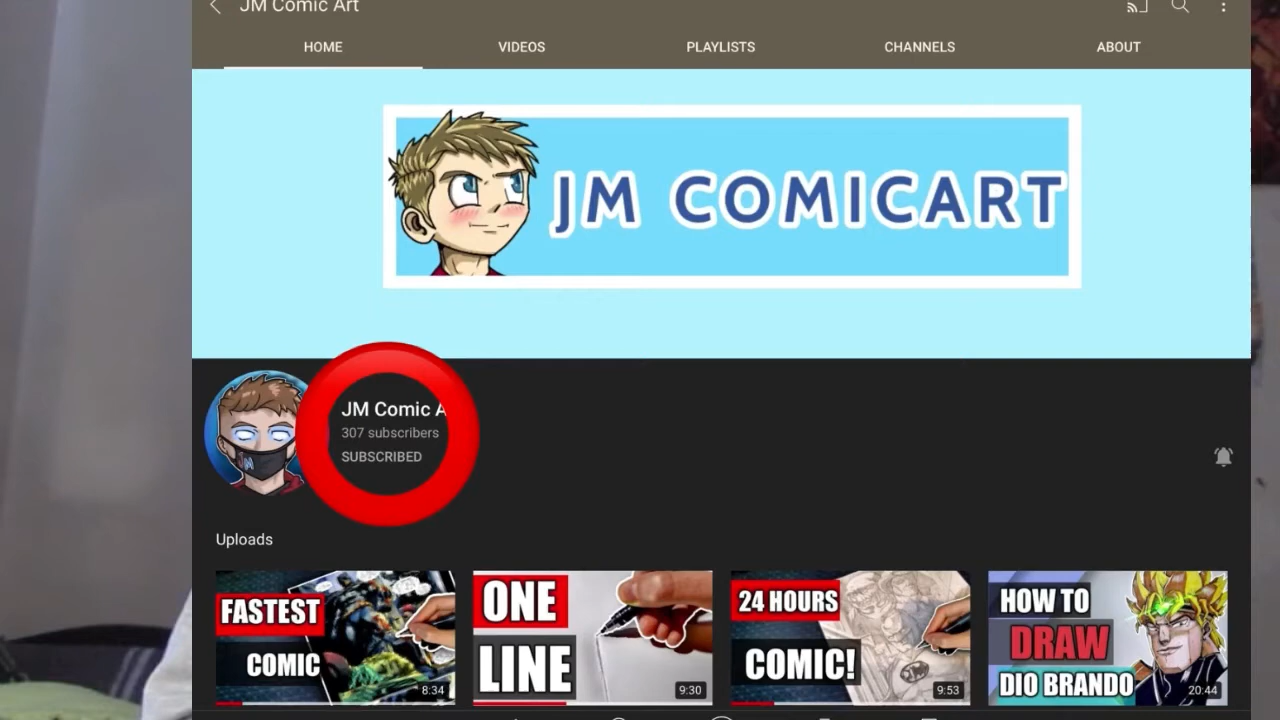 JM Comic Art
HOME VIDEOS PLAYLISTS CHANNELS ABOUT
JM COMICART
JM Comic A
307 subscribers
SUBSCRIBED
Uploads
FASTEST
COMIC
8:34
ONE
LINE
9:30
24 HOURS
COMIC!
9:53
HOW TO
DRAW
DIO BRANDO
20:44